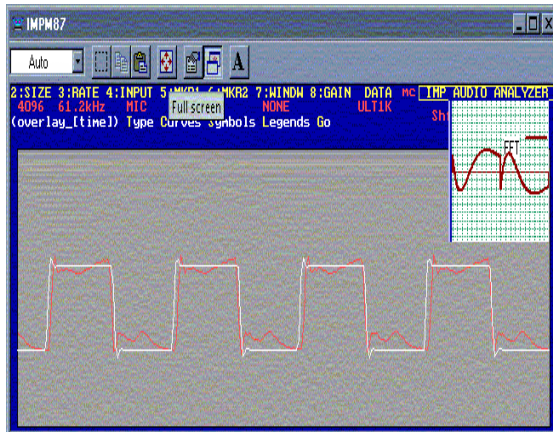 IMPM87
Auto
A
2:SIZE 3:RATE 4:INPUT 5:MKR1 6:MKR2 7:WINDW 8:GAIN DATA MC IMP AUDIO ANALYZER
4096 61.2kHz MIC NONE ULT1K
Full screen
(overlay_[time]) Type Curves Symbols Legends Go
FFT